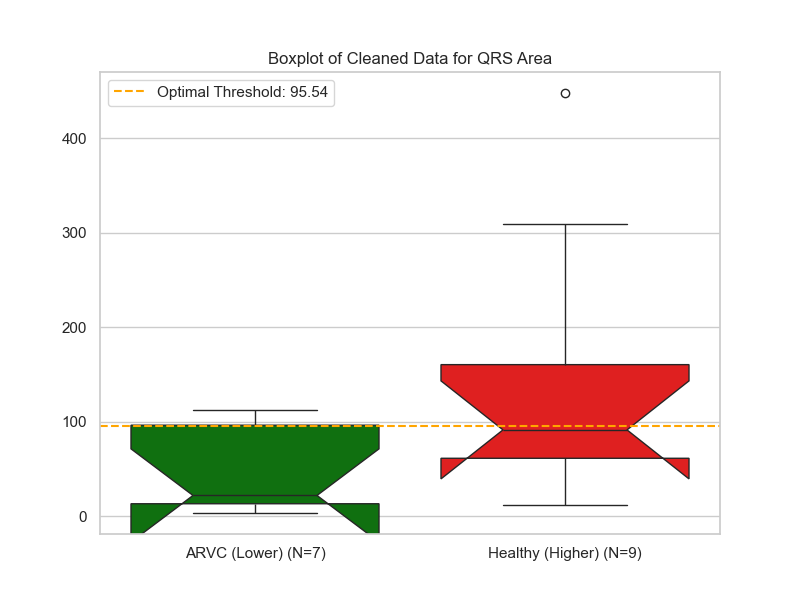 Boxplot of Cleaned Data for QRS Area
Optimal Threshold: 95.54
400
300
200
100
0
ARVC (Lower) (N=7)
Healthy (Higher) (N=9)